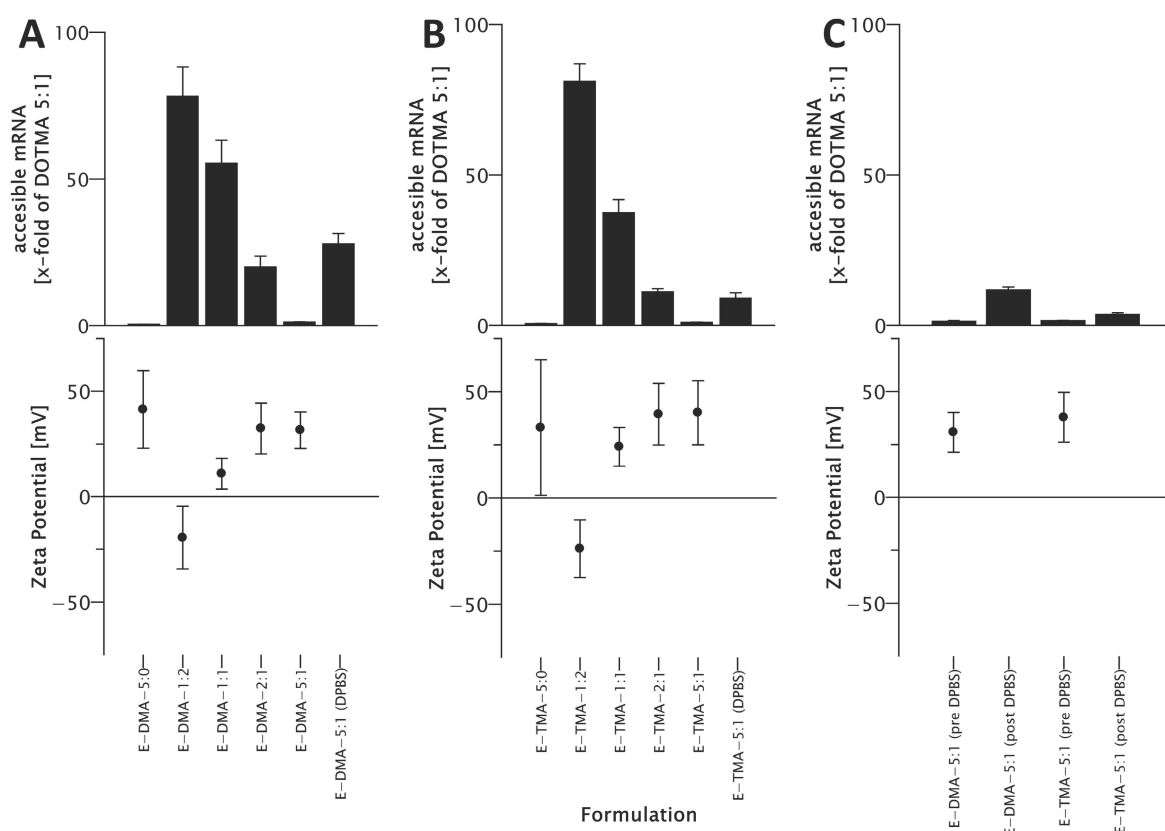 A
accesible mRNA
[x−fold of DOTMA 5:1]
100
50
0
Zeta Potential [mV]
50
0
−50
E−DMA−5:0
E−DMA−1:2
E−DMA−1:1
E−DMA−2:1
E−DMA−5:1
E−DMA−5:1 (DPBS)
B
accesible mRNA
[x−fold of DOTMA 5:1]
100
50
0
Zeta Potential [mV]
50
0
−50
E−TMA−5:0
E−TMA−1:2
E−TMA−1:1
E−TMA−2:1
E−TMA−5:1
E−TMA−5:1 (DPBS)
C
accesible mRNA
[x−fold of DOTMA 5:1]
100
50
0
Zeta Potential [mV]
50
0
−50
E−DMA−5:1 (pre DPBS)
E−DMA−5:1 (post DPBS)
E−TMA−5:1 (pre DPBS)
E−TMA−5:1 (post DPBS)
Formulation